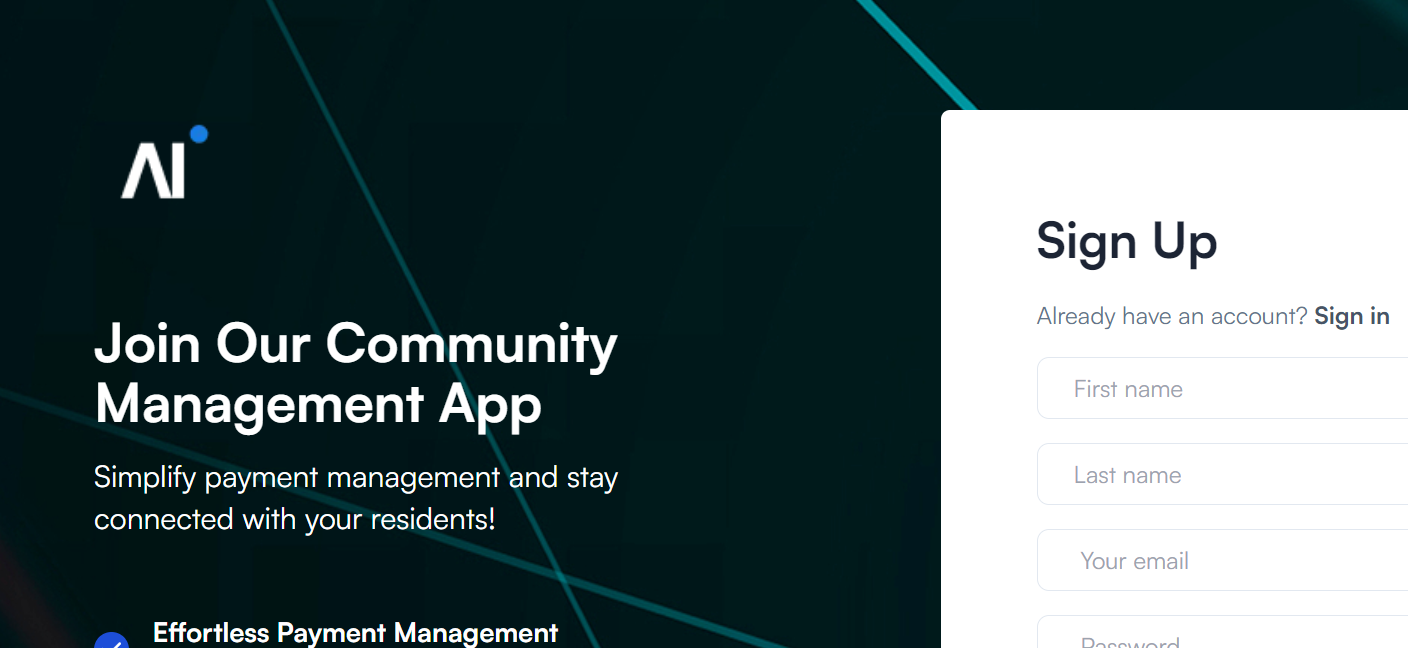 AI
Join Our Community
Management App
Simplify payment management and stay
connected with your residents!
Effortless Payment Management
Sign Up
Already have an account? Sign in
First name
Last name
Your email
Password